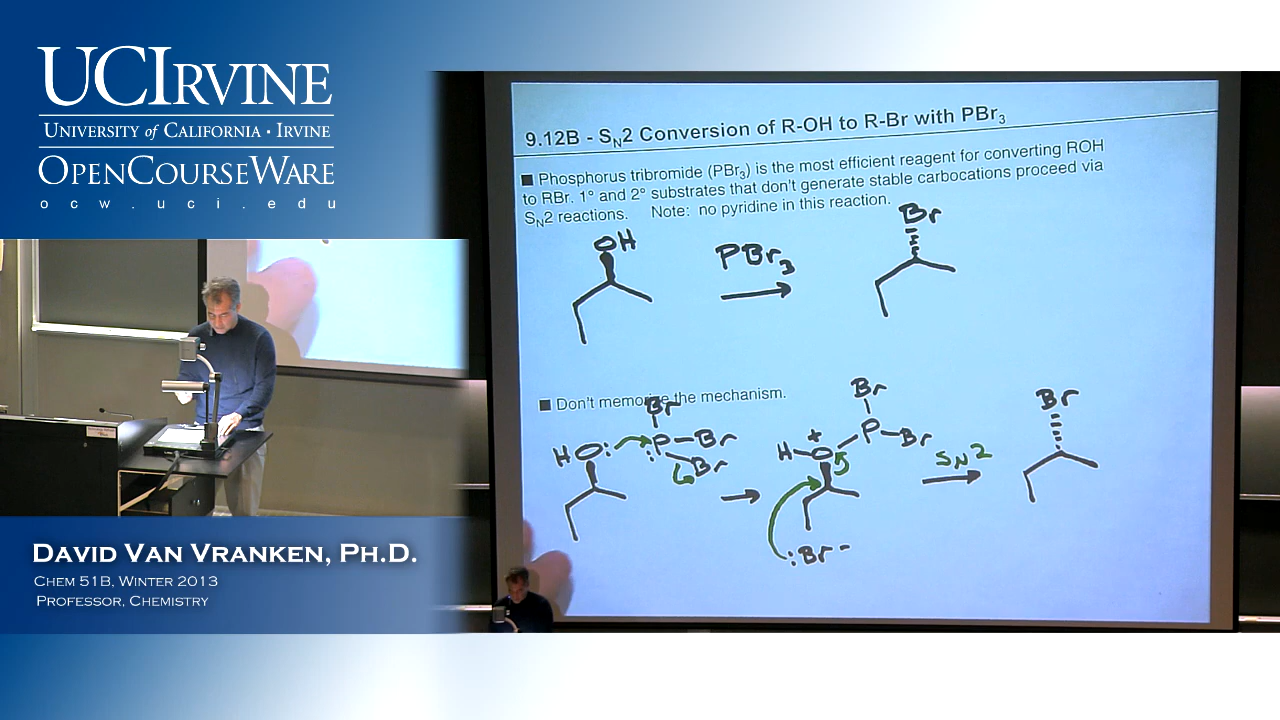 UCIRVINE
UNIVERSITY of CALIFORNIA · IRVINE
OPENCOURSEWARE
ocw.uci.edu
9.12B - SN2 Conversion of R-OH to R-Br with PBr3
■ Phosphorus tribromide (PBr3) is the most efficient reagent for converting ROH
to RBr. 1° and 2° substrates that don't generate stable carbocations proceed via
SN2 reactions. Note: no pyridine in this reaction.
OH
PBr3
Br
■ Don't memorize the mechanism.
HO:
Br
:P-Br
Br
H-O+
Br
P-Br
:Br-
SN2
Br
DAVID VAN VRANKEN, PH.D.
CHEM 51B, WINTER 2013
PROFESSOR, CHEMISTRY